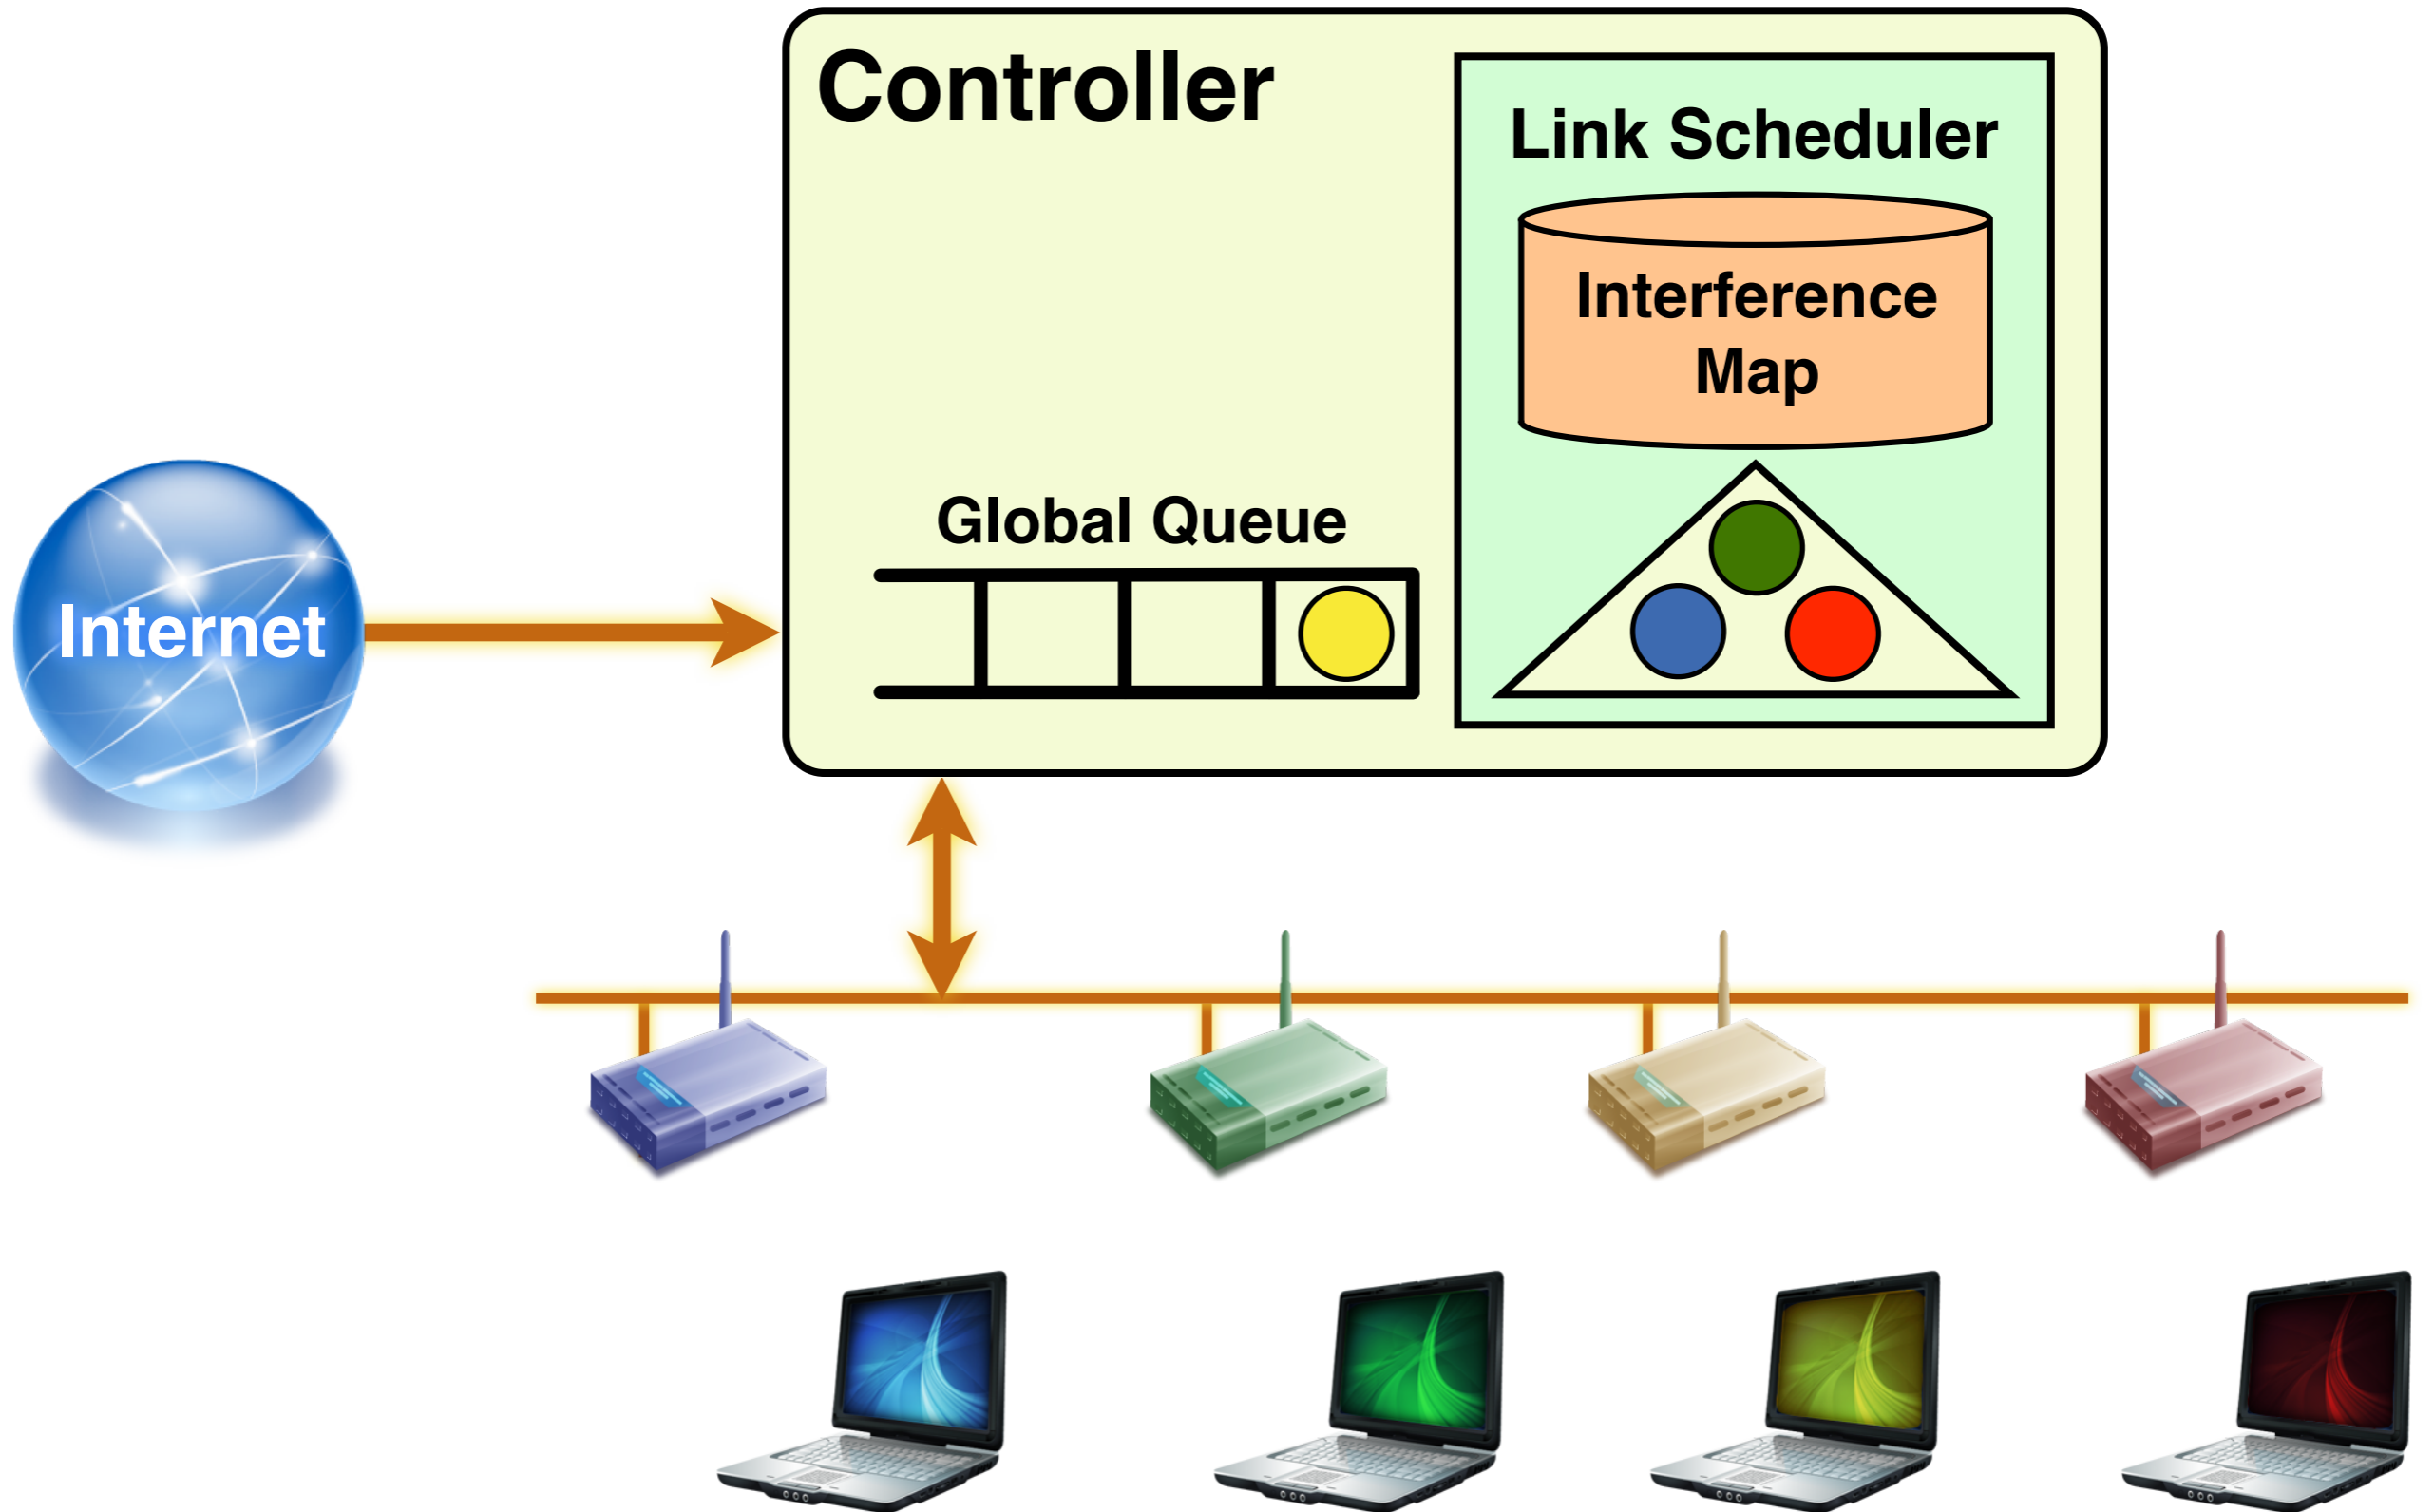 Controller
Link Scheduler
Interference
Map
Global Queue
Internet